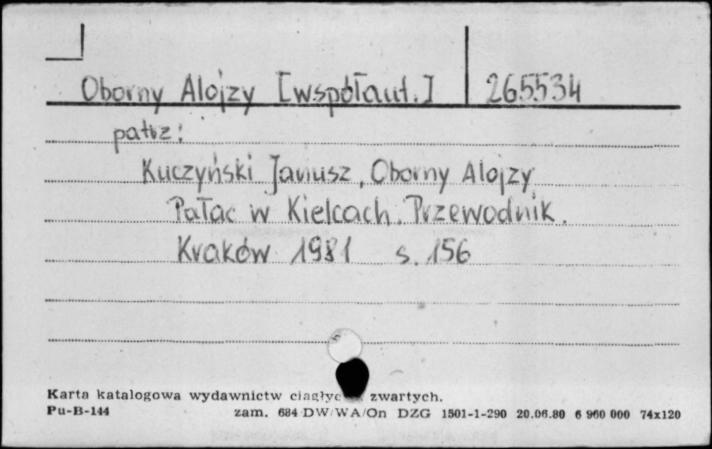 Oborny Alojzy [współaut.] 265534
patrz:
Kuczyński Janusz, Oborny Alojzy
Pałac w Kielcach. Przewodnik.
Kraków 1981 s. 156
Karta katalogowa wydawnictw ciągłyc zwartych.
Pu-B-144 zam. 684 DW/WA/On DZG 1501-1-290 20.06.80 6 960 000 74x120